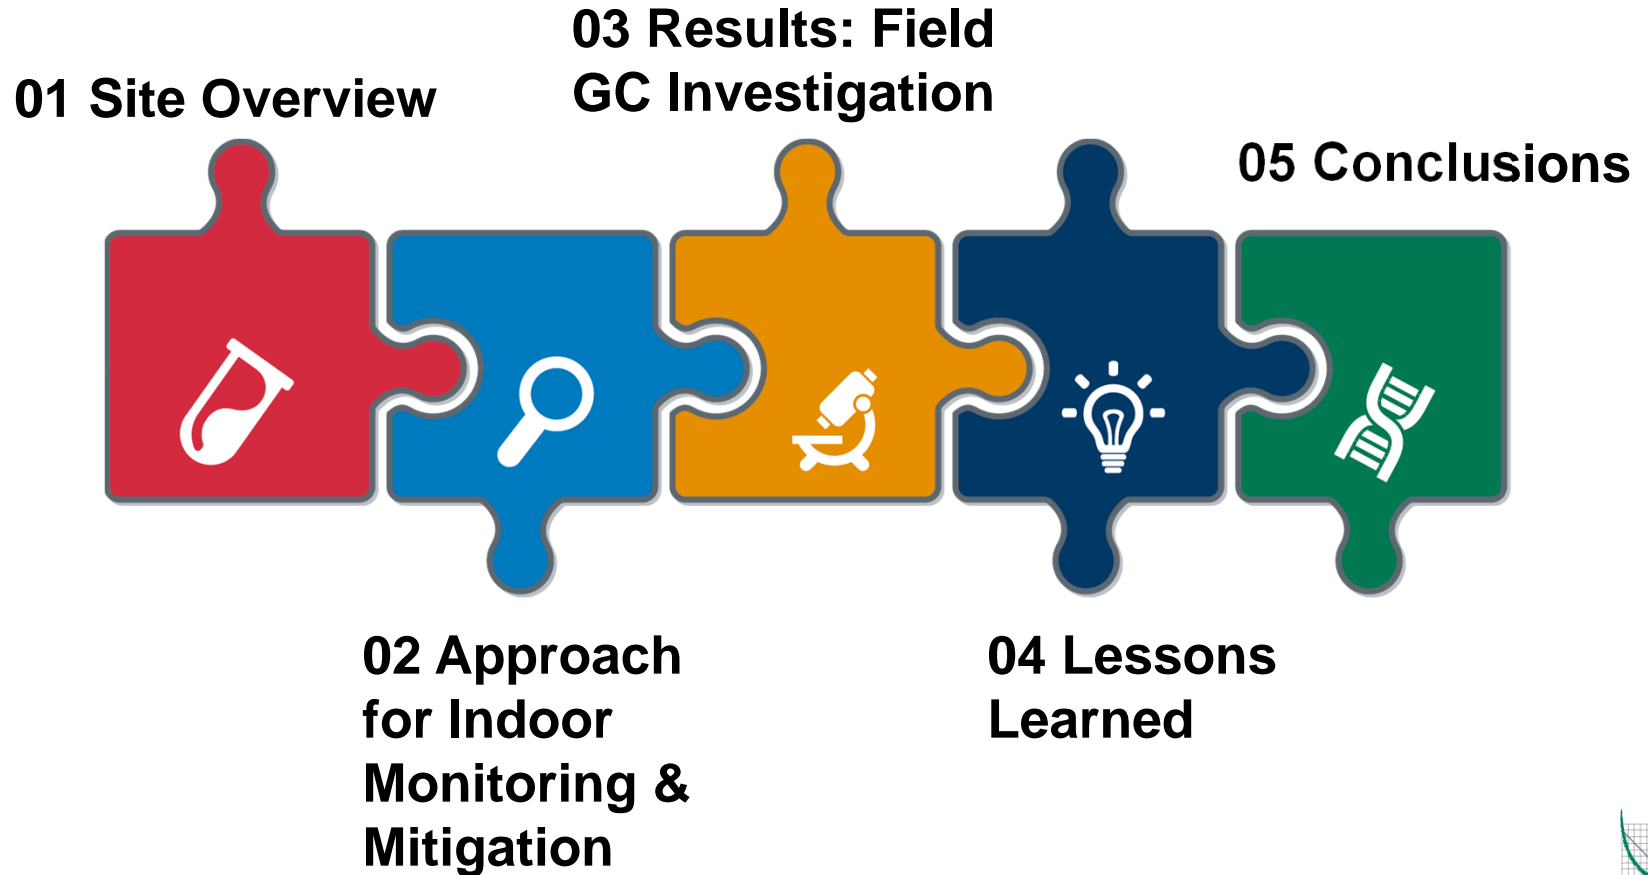 01 Site Overview
02 Approach
for Indoor
Monitoring &
Mitigation
03 Results: Field
GC Investigation
04 Lessons
Learned
05 Conclusions